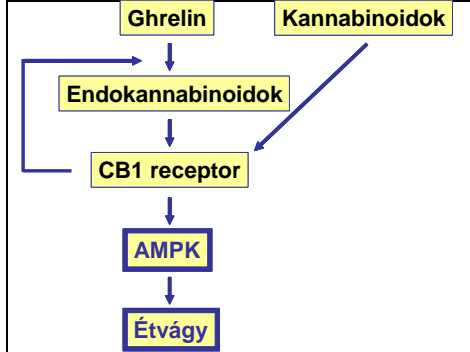 Ghrelin
Kannabinoidok
Endokannabinoidok
CB1 receptor
AMPK
Étvágy